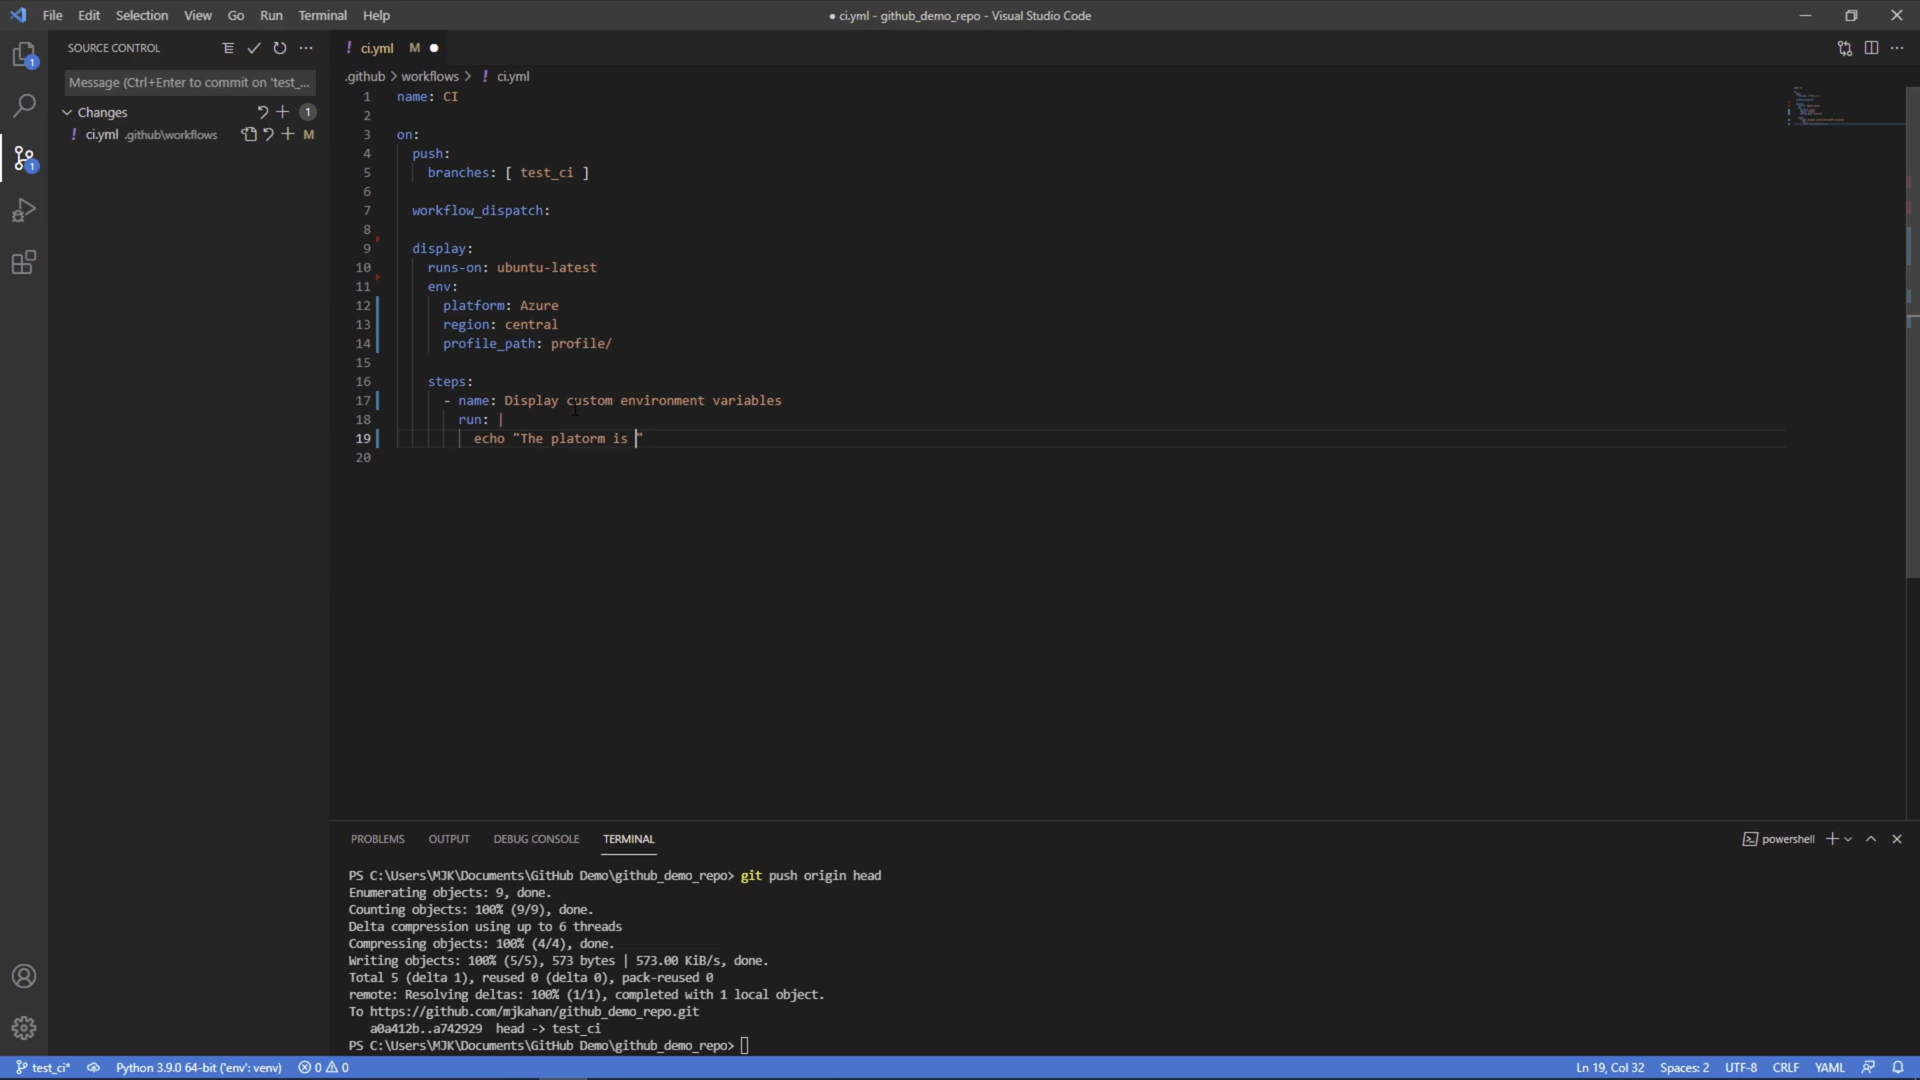 File Edit Selection View Go Run Terminal Help
● ci.yml - github_demo_repo - Visual Studio Code
SOURCE CONTROL
Message (Ctrl+Enter to commit on 'test_...
Changes 1
! ci.yml .github\workflows M
1
1
! ci.yml M ●
.github > workflows > ! ci.yml
1 name: CI
2
3 on:
4 push:
5 branches: [ test_ci ]
6
7 workflow_dispatch:
8
9 display:
10 runs-on: ubuntu-latest
11 env:
12 platform: Azure
13 region: central
14 profile_path: profile/
15
16 steps:
17 - name: Display custom environment variables
18 run: |
19 echo "The platorm is "
20
PROBLEMS OUTPUT DEBUG CONSOLE TERMINAL
powershell
PS C:\Users\MJK\Documents\GitHub Demo\github_demo_repo> git push origin head
Enumerating objects: 9, done.
Counting objects: 100% (9/9), done.
Delta compression using up to 6 threads
Compressing objects: 100% (4/4), done.
Writing objects: 100% (5/5), 573 bytes | 573.00 KiB/s, done.
Total 5 (delta 1), reused 0 (delta 0), pack-reused 0
remote: Resolving deltas: 100% (1/1), completed with 1 local object.
To https://github.com/mjkahan/github_demo_repo.git
a0a412b..a742929 head -> test_ci
PS C:\Users\MJK\Documents\GitHub Demo\github_demo_repo>
test_ci* Python 3.9.0 64-bit ('env': venv) 0 0
Ln 19, Col 32 Spaces: 2 UTF-8 CRLF YAML